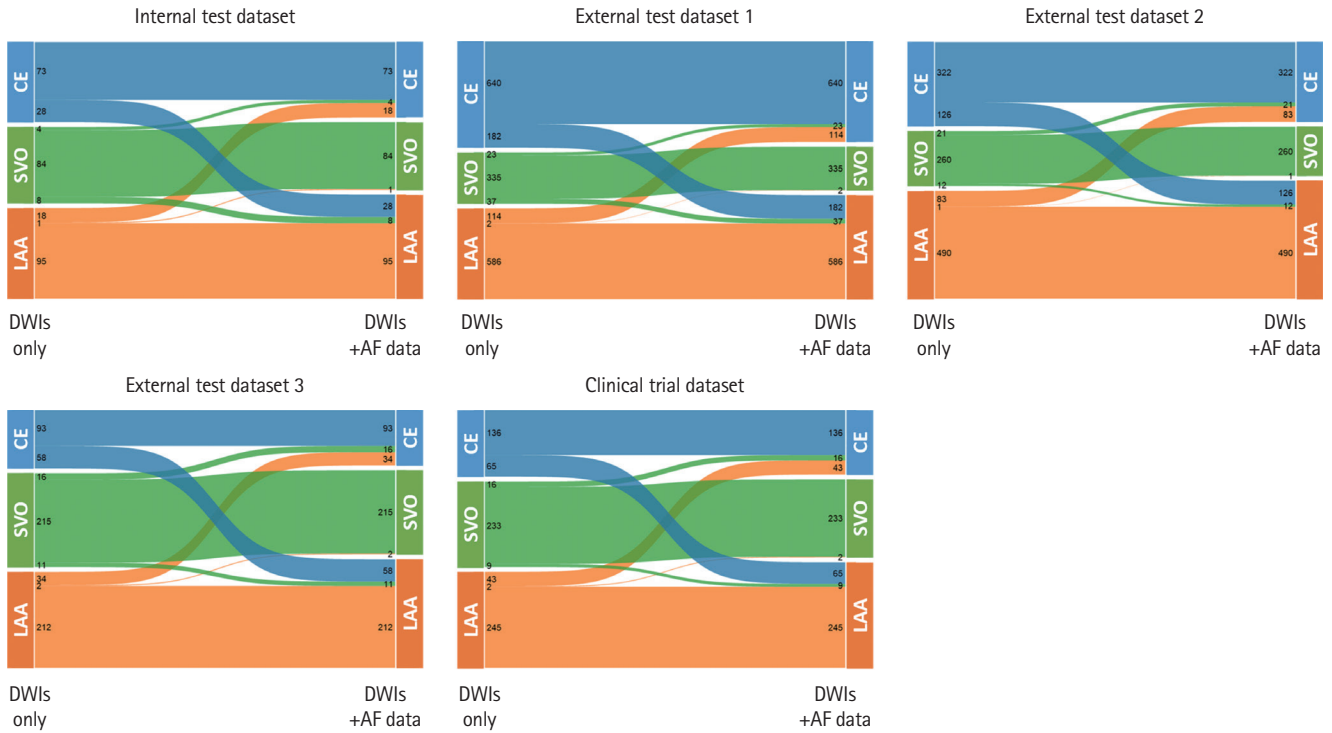 Internal test dataset
CE
73
28
SVO
4
84
8
LAA
18
1
95
73
4
18
CE
84
1
SVO
28
8
95
LAA
DWIs
only
DWIs
+AF data
External test dataset 1
CE
640
182
SVO
23
335
37
LAA
114
2
586
640
23
114
CE
335
2
SVO
182
37
586
LAA
DWIs
only
DWIs
+AF data
External test dataset 2
CE
322
126
SVO
21
260
12
LAA
83
1
490
322
21
83
CE
260
1
SVO
126
12
490
LAA
DWIs
only
DWIs
+AF data
External test dataset 3
CE
93
58
SVO
16
215
11
LAA
34
2
212
93
16
34
CE
215
2
SVO
58
11
212
LAA
DWIs
only
DWIs
+AF data
Clinical trial dataset
CE
136
65
SVO
16
233
9
LAA
43
2
245
136
16
43
CE
233
2
SVO
65
9
245
LAA
DWIs
only
DWIs
+AF data